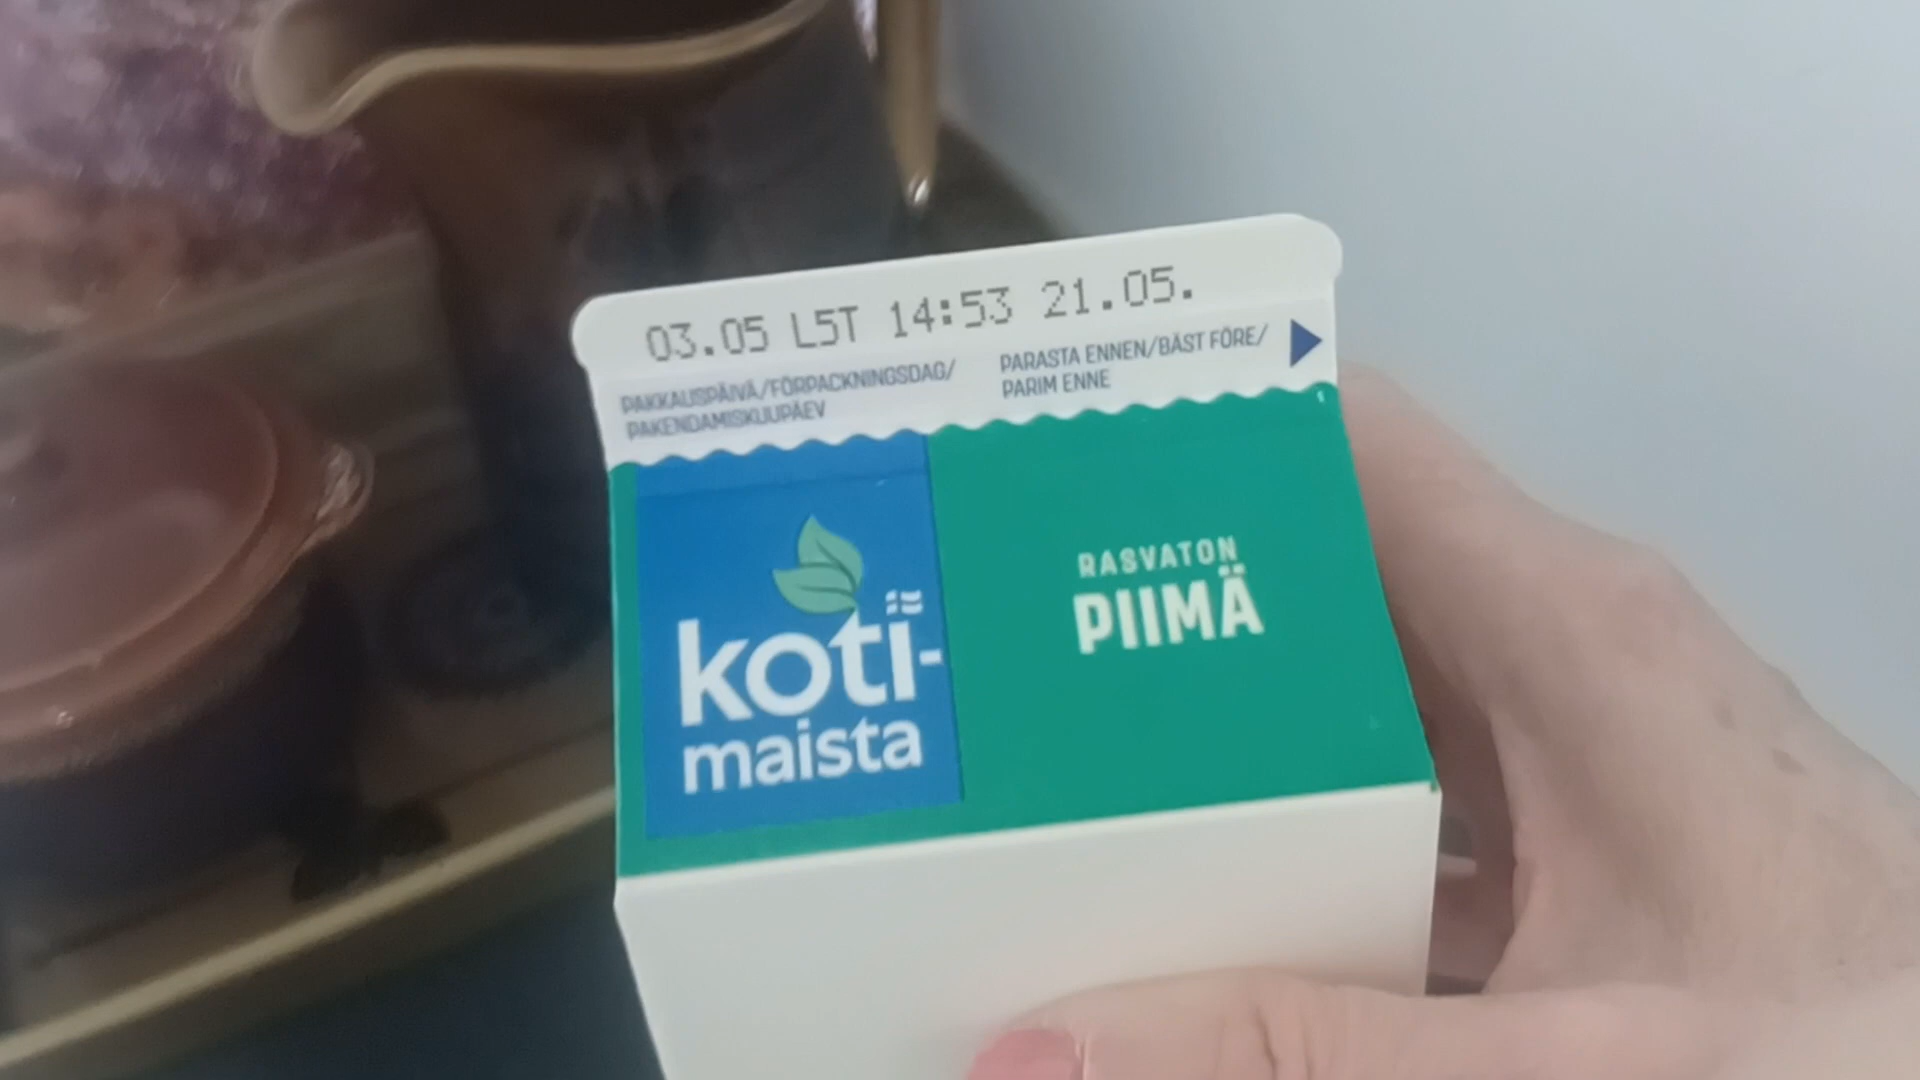 03.05 L5T 14:53 21.05.
PAKKAUSPÄIVÄ/FÖRPACKNINGSDAG/
PAKENDAMISKUUPÄEV
PARASTA ENNEN/BÄST FÖRE/
PARIM ENNE
koti-
maista
RASVATON
PIIMÄ